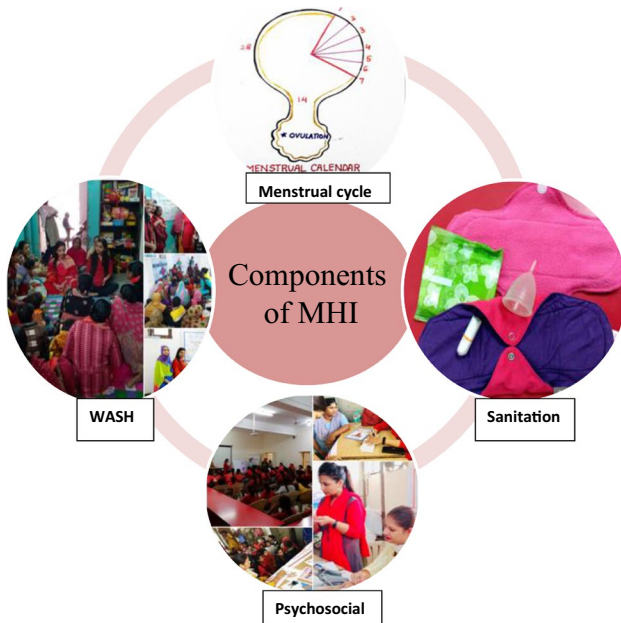 1
2
3
4
5
6
7
28
14
* OVULATION
MENSTRUAL CALENDAR
Menstrual cycle
Components
of MHI
WASH
Sanitation
Psychosocial